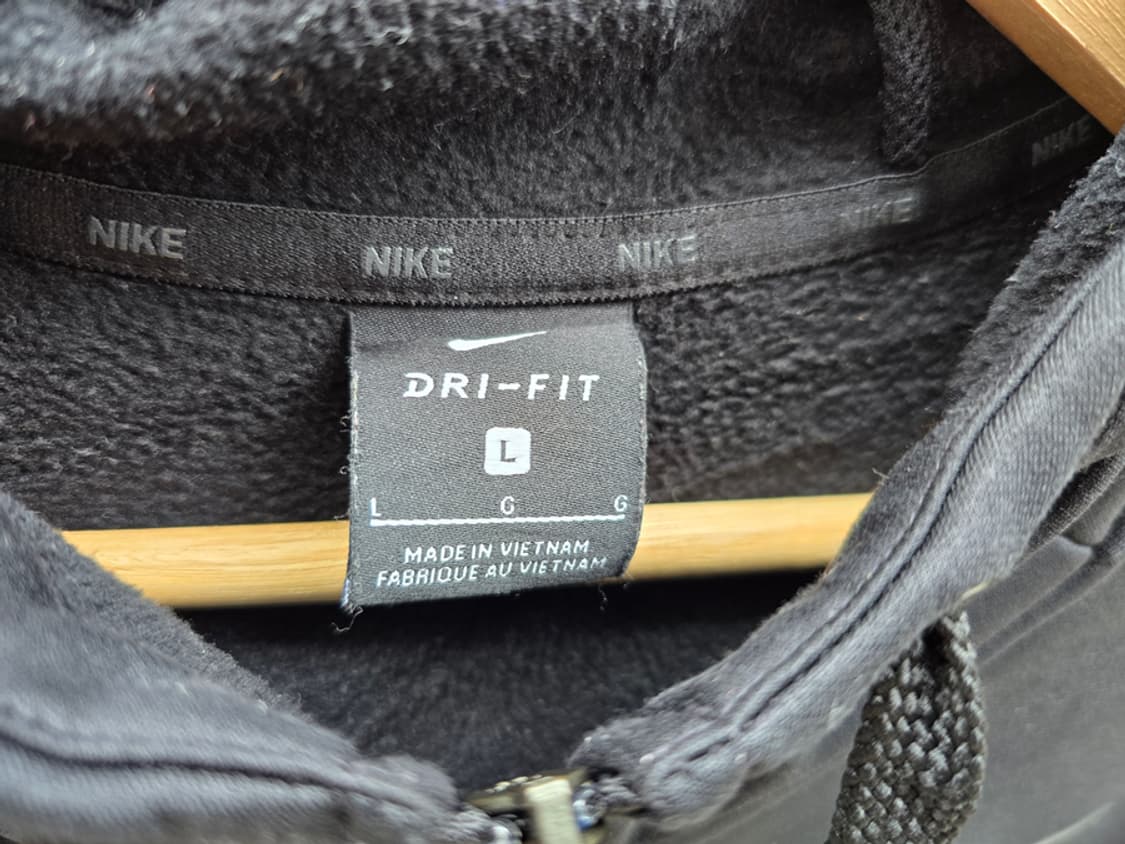 NIKE NIKE NIKE NIKE NIKE
DRI-FIT
L
L G G
MADE IN VIETNAM
FABRIQUE AU VIETNAM